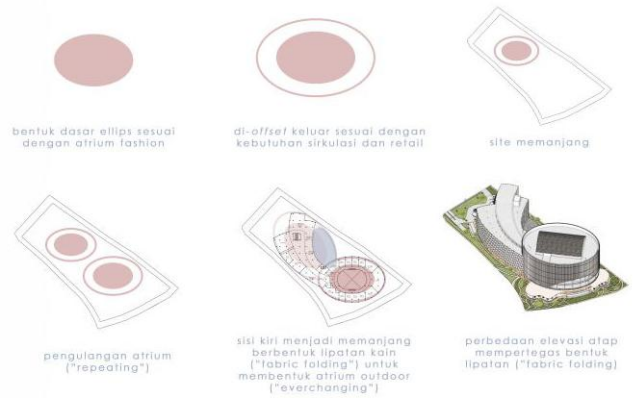 bentuk dasar ellips sesuai
dengan atrium fashion
di-offset keluar sesuai dengan
kebutuhan sirkulasi dan retail
site memanjang
pengulangan atrium
("repeating")
sisi kiri menjadi memanjang
berbentuk lipatan kain
("fabric folding") untuk
membentuk atrium outdoor
("everchanging")
perbedaan elevasi atap
mempertegas bentuk
lipatan ("fabric folding)